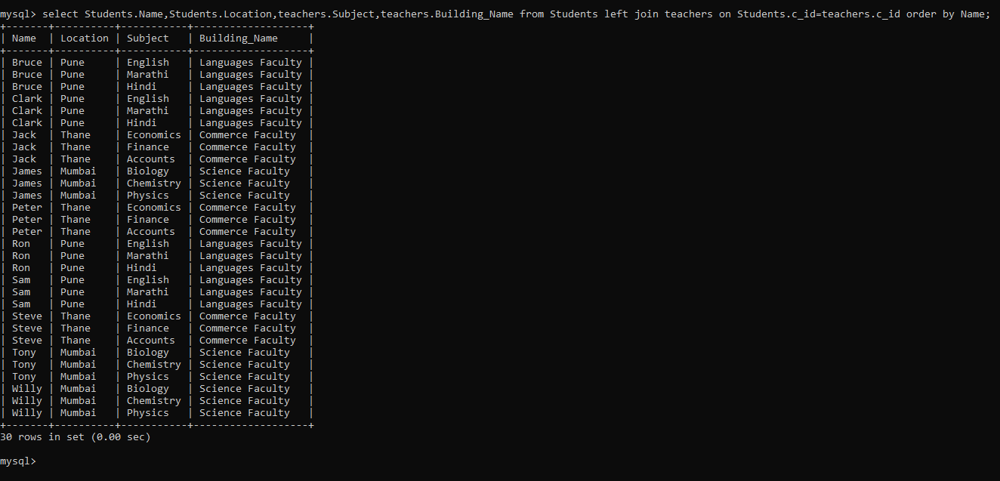 mysql> select Students.Name,Students.Location,teachers.Subject,teachers.Building_Name from Students left join teachers on Students.c_id=teachers.c_id order by Name;
+-------+----------+-----------+-------------------+
| Name  | Location | Subject   | Building_Name     |
+-------+----------+-----------+-------------------+
| Bruce | Pune     | English   | Languages Faculty |
| Bruce | Pune     | Marathi   | Languages Faculty |
| Bruce | Pune     | Hindi     | Languages Faculty |
| Clark | Pune     | English   | Languages Faculty |
| Clark | Pune     | Marathi   | Languages Faculty |
| Clark | Pune     | Hindi     | Languages Faculty |
| Jack  | Thane    | Economics | Commerce Faculty  |
| Jack  | Thane    | Finance   | Commerce Faculty  |
| Jack  | Thane    | Accounts  | Commerce Faculty  |
| James | Mumbai   | Biology   | Science Faculty   |
| James | Mumbai   | Chemistry | Science Faculty   |
| James | Mumbai   | Physics   | Science Faculty   |
| Peter | Thane    | Economics | Commerce Faculty  |
| Peter | Thane    | Finance   | Commerce Faculty  |
| Peter | Thane    | Accounts  | Commerce Faculty  |
| Ron   | Pune     | English   | Languages Faculty |
| Ron   | Pune     | Marathi   | Languages Faculty |
| Ron   | Pune     | Hindi     | Languages Faculty |
| Sam   | Pune     | English   | Languages Faculty |
| Sam   | Pune     | Marathi   | Languages Faculty |
| Sam   | Pune     | Hindi     | Languages Faculty |
| Steve | Thane    | Economics | Commerce Faculty  |
| Steve | Thane    | Finance   | Commerce Faculty  |
| Steve | Thane    | Accounts  | Commerce Faculty  |
| Tony  | Mumbai   | Biology   | Science Faculty   |
| Tony  | Mumbai   | Chemistry | Science Faculty   |
| Tony  | Mumbai   | Physics   | Science Faculty   |
| Willy | Mumbai   | Biology   | Science Faculty   |
| Willy | Mumbai   | Chemistry | Science Faculty   |
| Willy | Mumbai   | Physics   | Science Faculty   |
+-------+----------+-----------+-------------------+
30 rows in set (0.00 sec)
mysql>